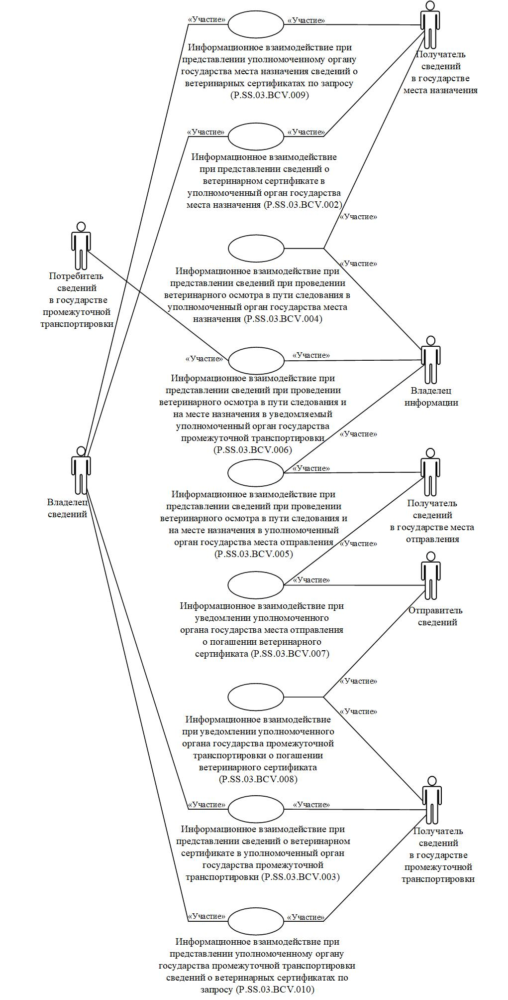 «Участие»
«Участие»
Информационное взаимодействие при
представлении уполномоченному органу
государства места назначения сведений о
ветеринарных сертификатах по запросу
(P.SS.03.BCV.009)
Получатель
сведений
в государстве
места назначения
«Участие»
«Участие»
Информационное взаимодействие
при представлении сведений о
ветеринарном сертификате в
уполномоченный орган государства
места назначения (P.SS.03.BCV.002)
«Участие»
«Участие»
Информационное взаимодействие при
представлении сведений при проведении
ветеринарного осмотра в пути следования в
уполномоченный орган государства места
назначения (P.SS.03.BCV.004)
Потребитель
сведений
в государстве
промежуточной
транспортировки
«Участие»
«Участие»
Информационное взаимодействие при
представлении сведений при проведении
ветеринарного осмотра в пути следования и
на месте назначения в уведомляемый
уполномоченный орган государства
промежуточной транспортировки
(P.SS.03.BCV.006)
Владелец
информации
«Участие»
«Участие»
Информационное взаимодействие при
представлении сведений при проведении
ветеринарного осмотра в пути следования и
на месте назначения в уполномоченный
орган государства места отправления
(P.SS.03.BCV.005)
Владелец
сведений
Получатель
сведений
в государстве места
отправления
«Участие»
«Участие»
Информационное взаимодействие при
уведомлении уполномоченного
органа государства места отправления
о погашении ветеринарного
сертификата (P.SS.03.BCV.007)
Отправитель
сведений
«Участие»
«Участие»
Информационное взаимодействие
при уведомлении уполномоченного
органа государства промежуточной
транспортировки о погашении
ветеринарного сертификата
(P.SS.03.BCV.008)
«Участие»
«Участие»
Информационное взаимодействие при
представлении сведений о ветеринарном
сертификате в уполномоченный орган
государства промежуточной
транспортировки (P.SS.03.BCV.003)
Получатель
сведений
в государстве
промежуточной
транспортировки
«Участие»
«Участие»
Информационное взаимодействие при
представлении уполномоченному органу
государства промежуточной транспортировки
сведений о ветеринарных сертификатах по
запросу (P.SS.03.BCV.010)